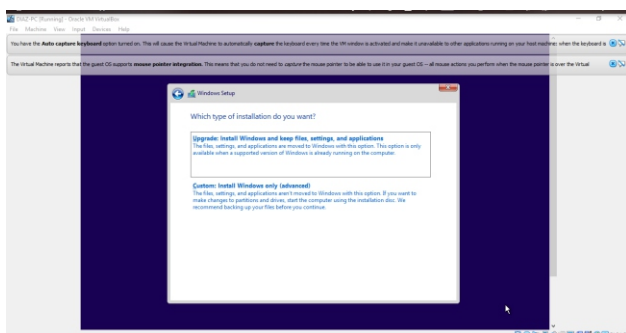 DIAZ-PC [Running] - Oracle VM VirtualBox
File Machine View Input Devices Help
You have the Auto capture keyboard option turned on. This will cause the Virtual Machine to automatically capture the keyboard every time the VM window is activated and make it unavailable to other applications running on your host machine: when the keyboard is
The Virtual Machine reports that the guest OS supports mouse pointer integration. This means that you do not need to capture the mouse pointer to be able to use it in your guest OS -- all mouse actions you perform when the mouse pointer is over the Virtual
Windows Setup
Which type of installation do you want?
Upgrade: Install Windows and keep files, settings, and applications
The files, settings, and applications are moved to Windows with this option. This option is only
available when a supported version of Windows is already running on the computer.
Custom: Install Windows only (advanced)
The files, settings, and applications aren't moved to Windows with this option. If you want to
make changes to partitions and drives, start the computer using the installation disc. We
recommend backing up your files before you continue.